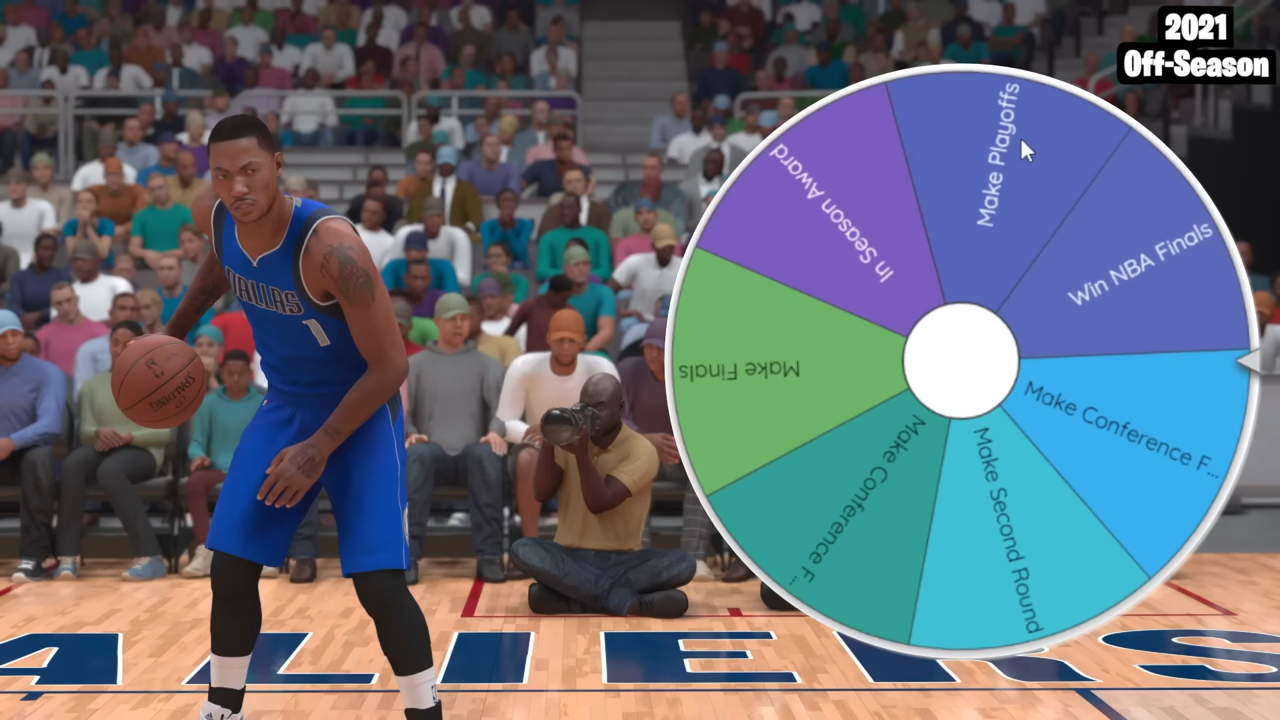 2021
Off-Season
Make Playoffs
Win NBA Finals
In Season Award
Make Finals
Make Conference F...
Make Conference F...
Make Second Round
DALLAS
1
SPALDING
ALIERS